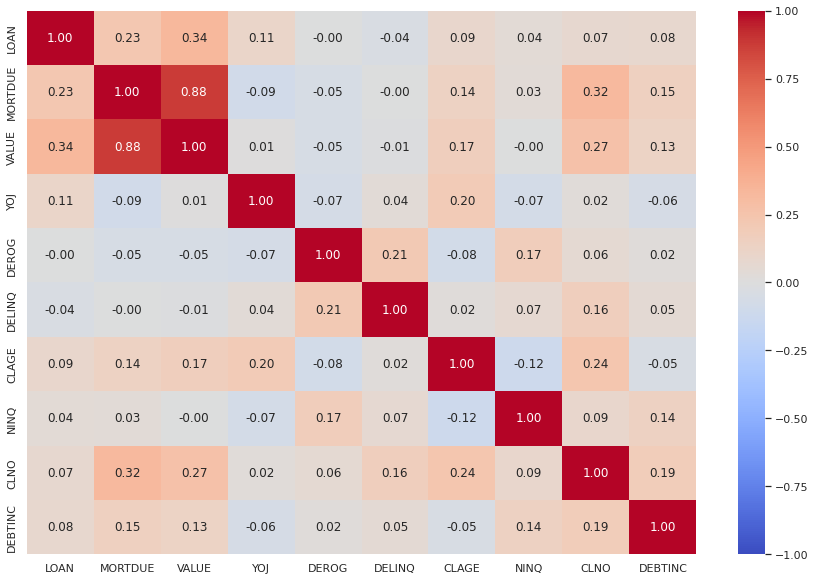 LOAN 1.00 0.23 0.34 0.11 -0.00 -0.04 0.09 0.04 0.07 0.08
MORTDUE 0.23 1.00 0.88 -0.09 -0.05 -0.00 0.14 0.03 0.32 0.15
VALUE 0.34 0.88 1.00 0.01 -0.05 -0.01 0.17 -0.00 0.27 0.13
YOJ 0.11 -0.09 0.01 1.00 -0.07 0.04 0.20 -0.07 0.02 -0.06
DEROG -0.00 -0.05 -0.05 -0.07 1.00 0.21 -0.08 0.17 0.06 0.02
DELINQ -0.04 -0.00 -0.01 0.04 0.21 1.00 0.02 0.07 0.16 0.05
CLAGE 0.09 0.14 0.17 0.20 -0.08 0.02 1.00 -0.12 0.24 -0.05
NINQ 0.04 0.03 -0.00 -0.07 0.17 0.07 -0.12 1.00 0.09 0.14
CLNO 0.07 0.32 0.27 0.02 0.06 0.16 0.24 0.09 1.00 0.19
DEBTINC 0.08 0.15 0.13 -0.06 0.02 0.05 -0.05 0.14 0.19 1.00
LOAN MORTDUE VALUE YOJ DEROG DELINQ CLAGE NINQ CLNO DEBTINC
1.00
0.75
0.50
0.25
0.00
−0.25
−0.50
−0.75
−1.00